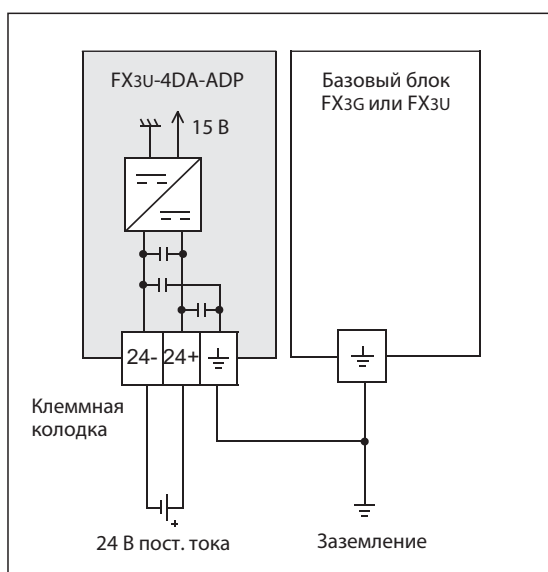 FX3U-4DA-ADP
15 В
Базовый блок
FX3G или FX3U
24-
24+
Клеммная
колодка
+
24 В пост. тока
Заземление